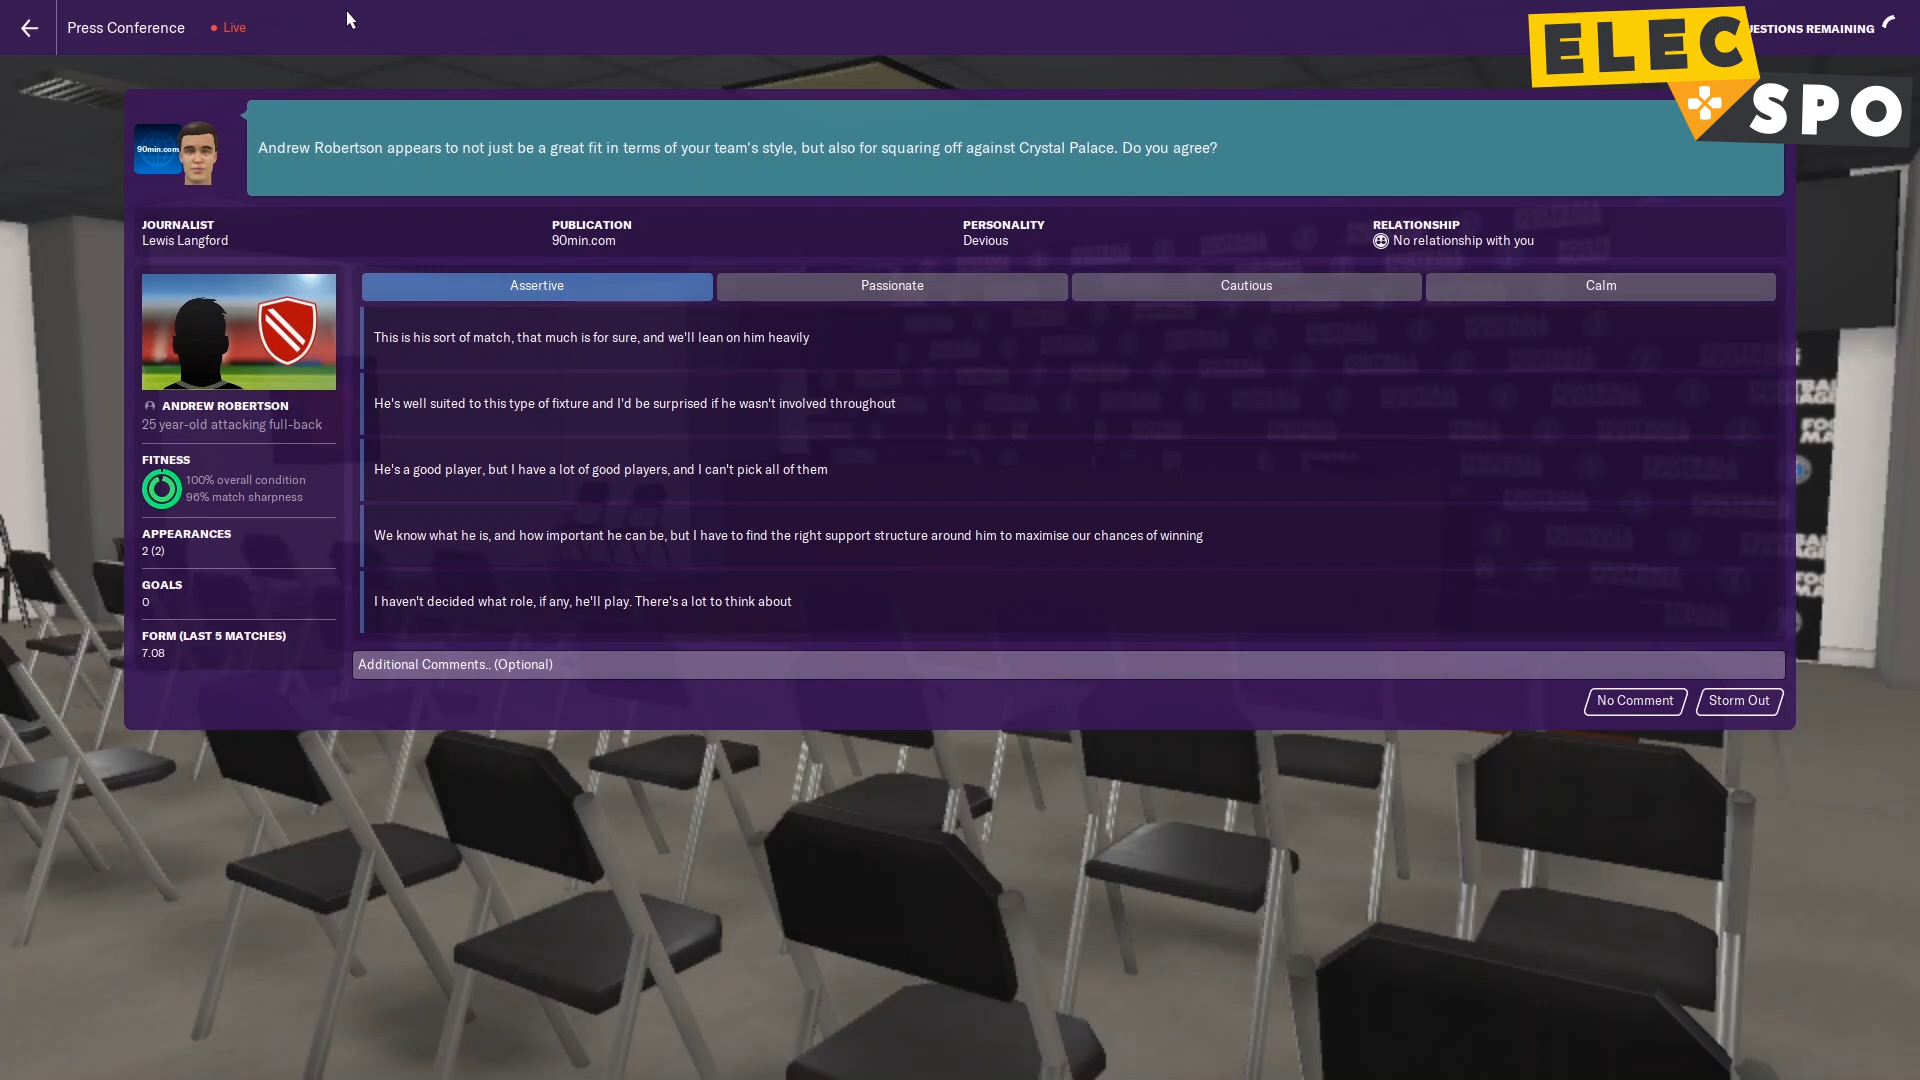 Press Conference
Live
ELEC
SPO
QUESTIONS REMAINING
90min.com
Andrew Robertson appears to not just be a great fit in terms of your team's style, but also for squaring off against Crystal Palace. Do you agree?
JOURNALIST
Lewis Langford
PUBLICATION
90min.com
PERSONALITY
Devious
RELATIONSHIP
No relationship with you
Assertive
Passionate
Cautious
Calm
This is his sort of match, that much is for sure, and we'll lean on him heavily
He's well suited to this type of fixture and I'd be surprised if he wasn't involved throughout
He's a good player, but I have a lot of good players, and I can't pick all of them
We know what he is, and how important he can be, but I have to find the right support structure around him to maximise our chances of winning
I haven't decided what role, if any, he'll play. There's a lot to think about
ANDREW ROBERTSON
25 year-old attacking full-back
FITNESS
100% overall condition
96% match sharpness
APPEARANCES
2 (2)
GOALS
0
FORM (LAST 5 MATCHES)
7.08
Additional Comments.. (Optional)
No Comment
Storm Out